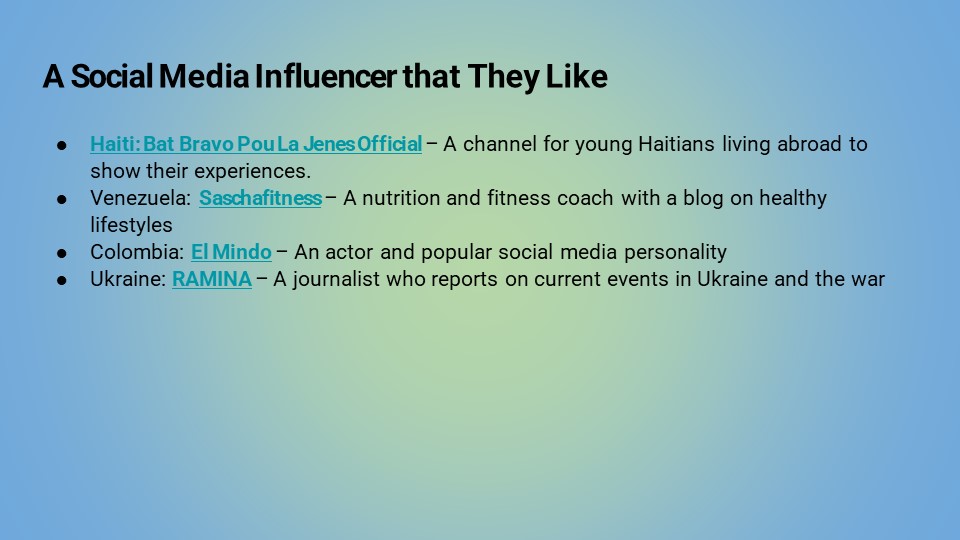 A Social Media Influencer that They Like
● Haiti: Bat Bravo Pou La Jenes Official – A channel for young Haitians living abroad to
show their experiences.
● Venezuela: Saschafitness – A nutrition and fitness coach with a blog on healthy
lifestyles
● Colombia: El Mindo – An actor and popular social media personality
● Ukraine: RAMINA – A journalist who reports on current events in Ukraine and the war